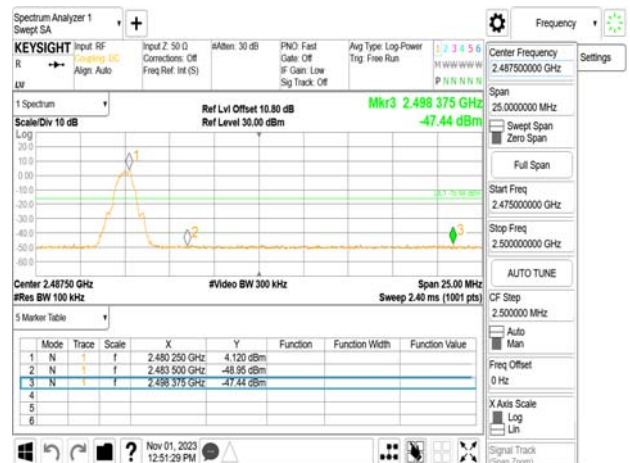 Spectrum Analyzer 1
Swept SA
Frequency
Settings
KEYSIGHT
Input: RF
Coupling: DC
Align: Auto
Input Z: 50 Ω
Corrections: Off
Freq Ref: Int (S)
#Atten: 30 dB
PNO: Fast
Gate: Off
IF Gain: Low
Sig Track: Off
Avg Type: Log-Power
Trig: Free Run
1 2 3 4 5 6
M W W W W W
P N N N N N
R
1 Spectrum
Scale/Div 10 dB
Log
Ref Lvl Offset 10.80 dB
Ref Level 30.00 dBm
Mkr3 2.498 375 GHz
-47.44 dBm
20.0
10.0
0.00
-10.0
-20.0
-30.0
-40.0
-50.0
-60.0
1
2
3
Center 2.48750 GHz
#Res BW 100 kHz
#Video BW 300 kHz
Span 25.00 MHz
Sweep 2.40 ms (1001 pts)
5 Marker Table
Mode Trace Scale X Y Function Function Width Function Value
1 N 1 f 2.480 250 GHz 4.120 dBm
2 N 1 f 2.483 500 GHz -48.95 dBm
3 N 1 f 2.498 375 GHz -47.44 dBm
4
5
6
Nov 01, 2023
12:51:29 PM
Center Frequency
2.487500000 GHz
Span
25.0000000 MHz
Swept Span
Zero Span
Full Span
Start Freq
2.475000000 GHz
Stop Freq
2.500000000 GHz
AUTO TUNE
CF Step
2.500000 MHz
Auto
Man
Freq Offset
0 Hz
X Axis Scale
Log
Lin
Signal Track
(Span Zoom)